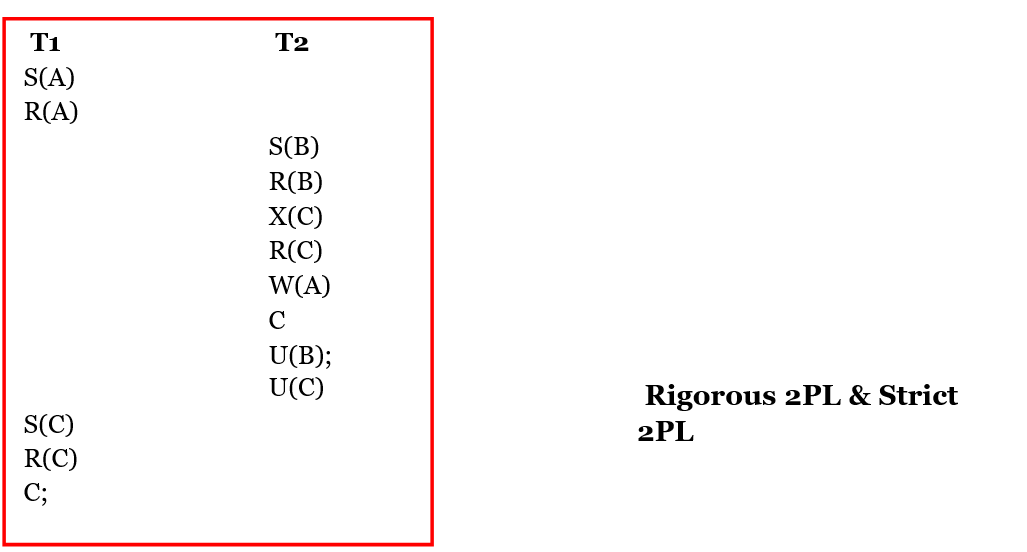 T1 T2
S(A)
R(A)
S(B)
R(B)
X(C)
R(C)
W(A)
C
U(B);
U(C)
S(C)
R(C)
C;
Rigorous 2PL & Strict
2PL